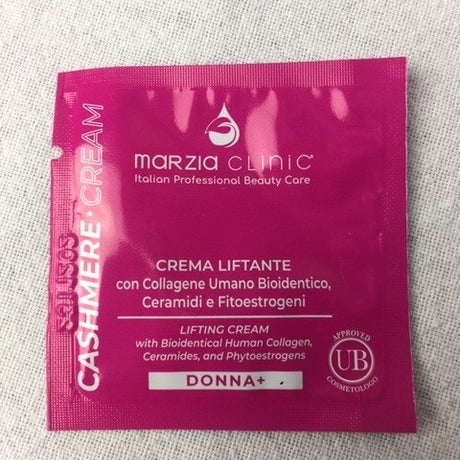 marzia clinic®
Italian Professional Beauty Care
CASHMERE•CREAM
CREMA LIFTANTE
con Collagene Umano Bioidentico,
Ceramidi e Fitoestrogeni
LIFTING CREAM
with Bioidentical Human Collagen,
Ceramides, and Phytoestrogens
DONNA+
APPROVED
UB
COSMETOLOGO